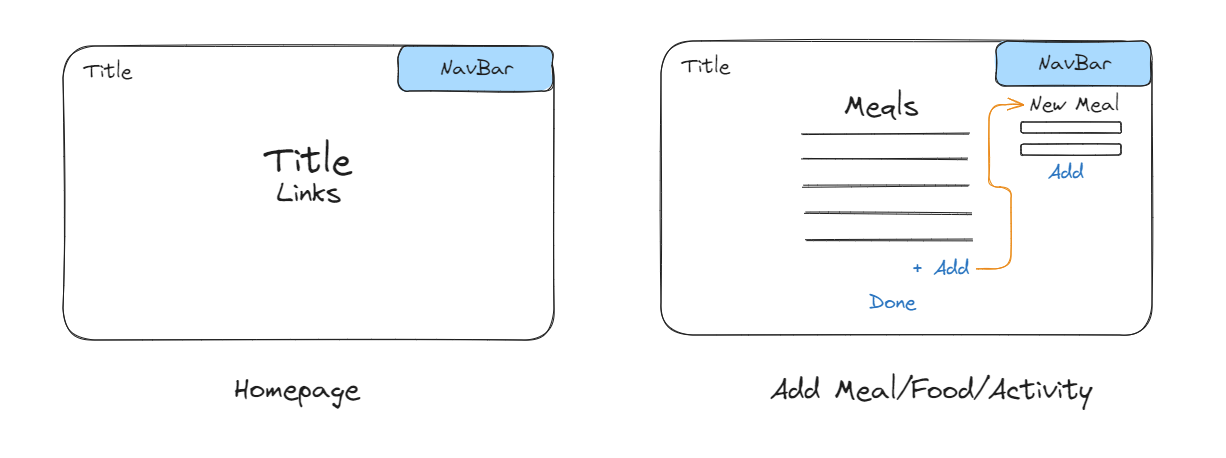 Title
NavBar
Title
Links
Homepage
Title
NavBar
Meals
New Meal
Add
+ Add
Done
Add Meal/Food/Activity